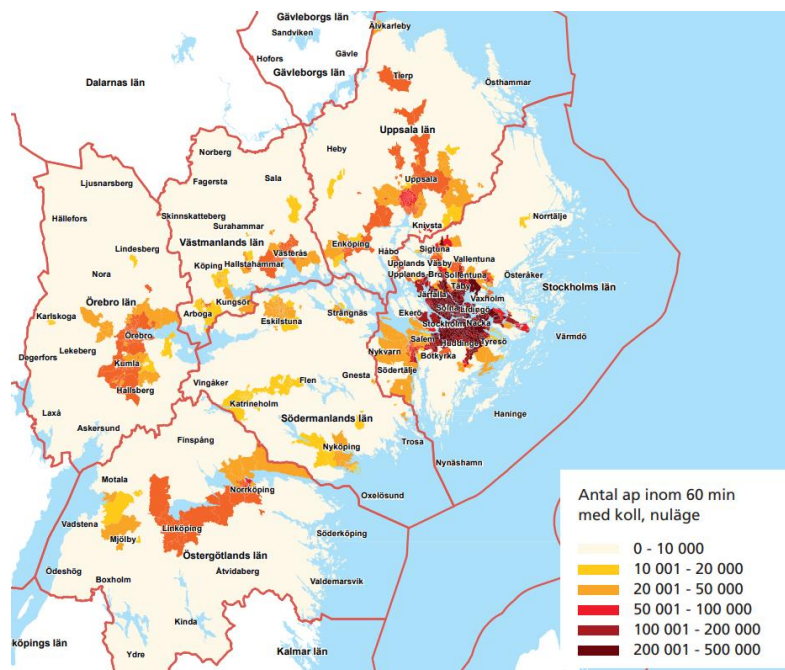 Gävleborgs län
Sandviken
Älvkarleby
Hofors
Gävle
Gävleborgs län
Dalarnas län
Tierp
Östhammar
Uppsala län
Heby
Norberg
Ljusnarsberg
Fagersta
Sala
Uppsala
Hällefors
Skinnskatteberg
Surahammar
Norrtälje
Knivsta
Västmanlands län
Lindesberg
Enköping
Håbo
Sigtuna
Västerås
Hallstahammar
Köping
Upplands Väsby
Vallentuna
Nora
Upplands-Bro
Sollentuna
Österåker
Täby
Stockholms län
Örebro län
Kungsör
Järfälla
Vaxholm
Karlskoga
Arboga
Strängnäs
Ekerö
Solna
Lidingö
Eskilstuna
Stockholm
Nacka
Örebro
Värmdö
Degerfors
Lekeberg
Salem
Huddinge
Tyresö
Nykvarn
Botkyrka
Kumla
Södertälje
Hallsberg
Vingåker
Flen
Gnesta
Katrineholm
Haninge
Laxå
Askersund
Södermanlands län
Finspång
Nyköping
Trosa
Nynäshamn
Motala
Oxelösund
Norrköping
Vadstena
Linköping
Söderköping
Mjölby
Östergötlands län
Ödeshög
Åtvidaberg
Boxholm
Valdemarsvik
Kinda
köpings län
Ydre
Kalmar län
Antal ap inom 60 min
med koll, nuläge
0 - 10 000
10 001 - 20 000
20 001 - 50 000
50 001 - 100 000
100 001 - 200 000
200 001 - 500 000